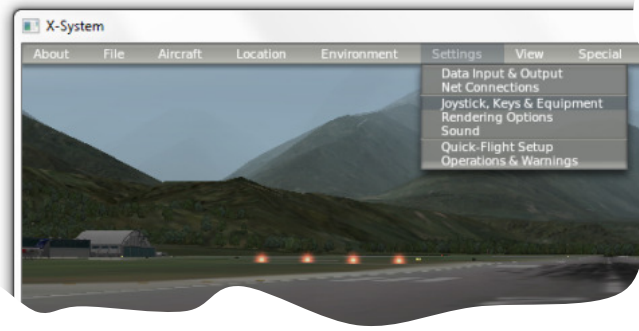 X-System
About File Aircraft Location Environment Settings View Special
Data Input & Output
Net Connections
Joystick, Keys & Equipment
Rendering Options
Sound
Quick-Flight Setup
Operations & Warnings